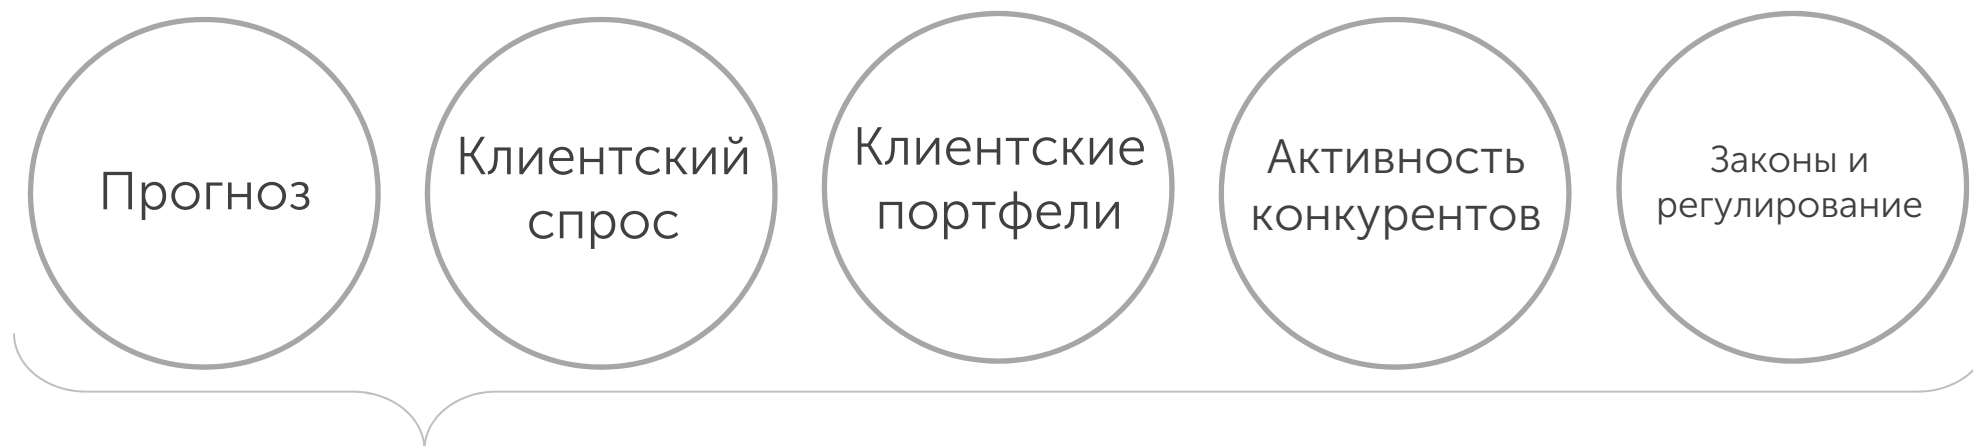 Прогноз
Клиентский
спрос
Клиентские
портфели
Активность
конкурентов
Законы и
регулирование